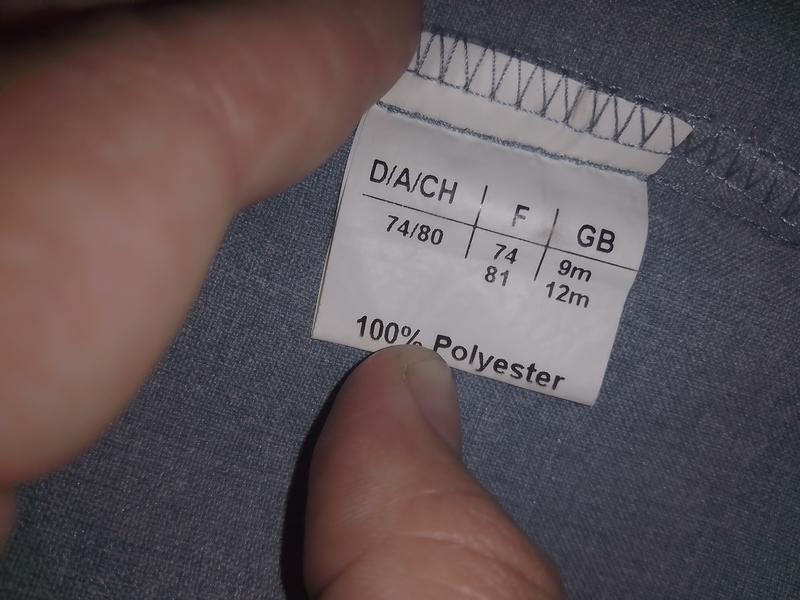 D/A/CH F GB
74/80 74 9m
81 12m
100% Polyester